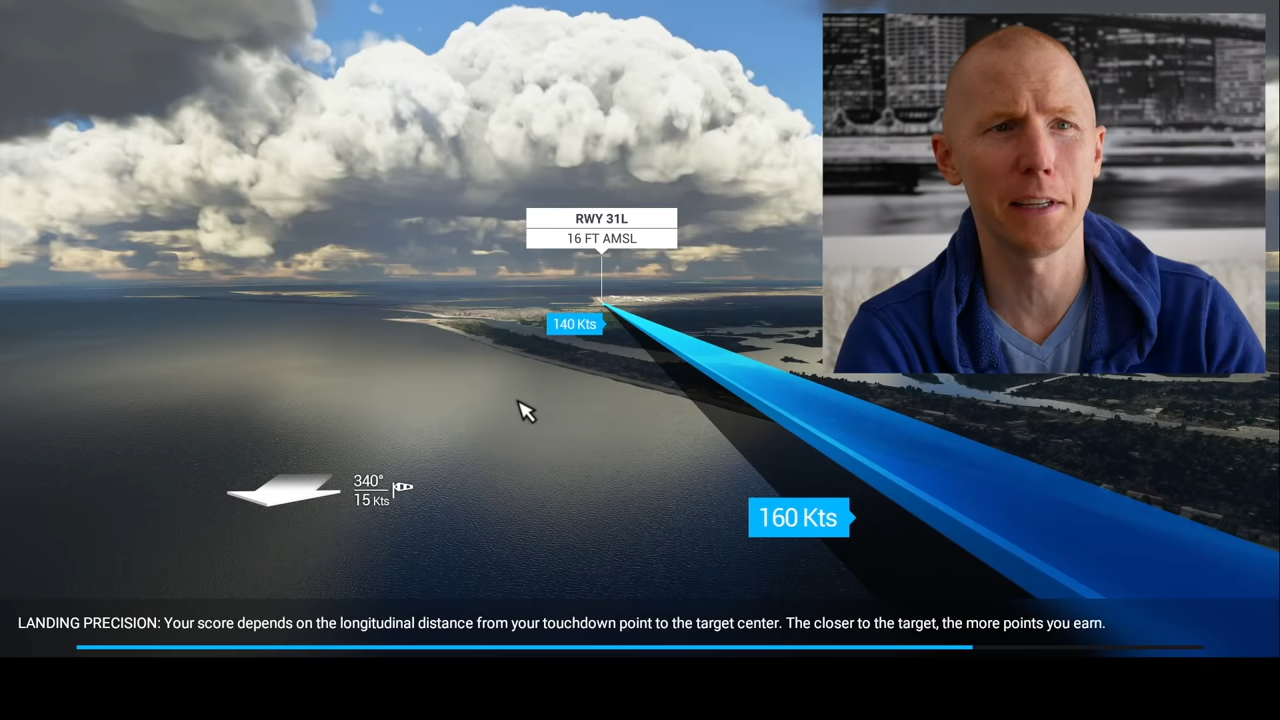 RWY 31L
16 FT AMSL
140 Kts
340°
15 Kts
160 Kts
LANDING PRECISION: Your score depends on the longitudinal distance from your touchdown point to the target center. The closer to the target, the more points you earn.